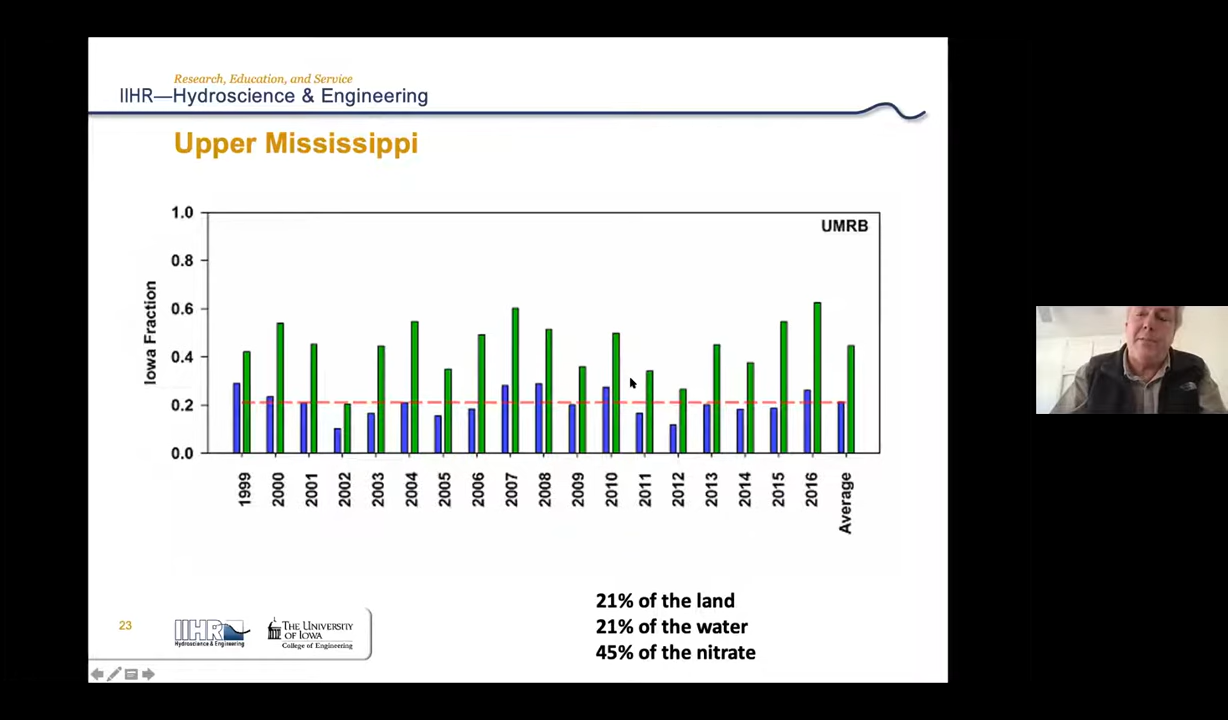 Research, Education, and Service
IIHR—Hydroscience & Engineering
Upper Mississippi
UMRB
Iowa Fraction
1.0
0.8
0.6
0.4
0.2
0.0
1999
2000
2001
2002
2003
2004
2005
2006
2007
2008
2009
2010
2011
2012
2013
2014
2015
2016
Average
21% of the land
21% of the water
45% of the nitrate
23
IIHR
Hydroscience & Engineering
THE UNIVERSITY
OF IOWA
College of Engineering